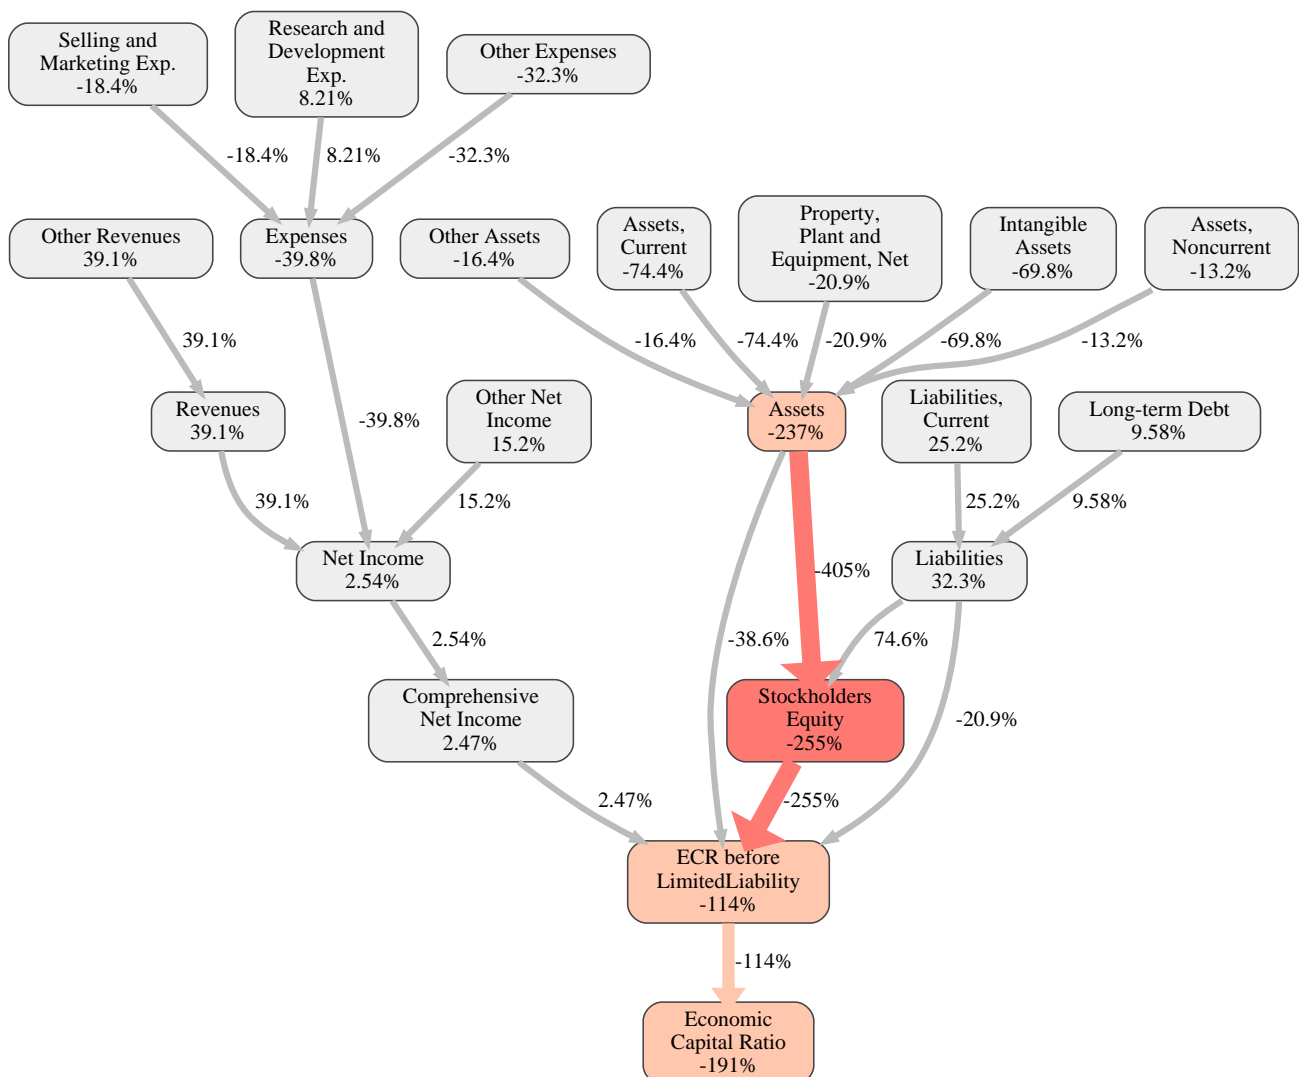 Selling and
Marketing Exp.
-18.4%
Research and
Development
Exp.
8.21%
Other Expenses
-32.3%
-18.4%
8.21%
-32.3%
Other Revenues
39.1%
Expenses
-39.8%
Other Assets
-16.4%
Assets,
Current
-74.4%
Property,
Plant and
Equipment, Net
-20.9%
Intangible
Assets
-69.8%
Assets,
Noncurrent
-13.2%
39.1%
-16.4%
-74.4%
-20.9%
-69.8%
-13.2%
Revenues
39.1%
-39.8%
Other Net
Income
15.2%
Assets
-237%
Liabilities,
Current
25.2%
Long-term Debt
9.58%
39.1%
15.2%
25.2%
9.58%
Net Income
2.54%
-405%
Liabilities
32.3%
2.54%
-38.6%
74.6%
Comprehensive
Net Income
2.47%
Stockholders
Equity
-255%
-20.9%
2.47%
-255%
ECR before
LimitedLiability
-114%
-114%
Economic
Capital Ratio
-191%